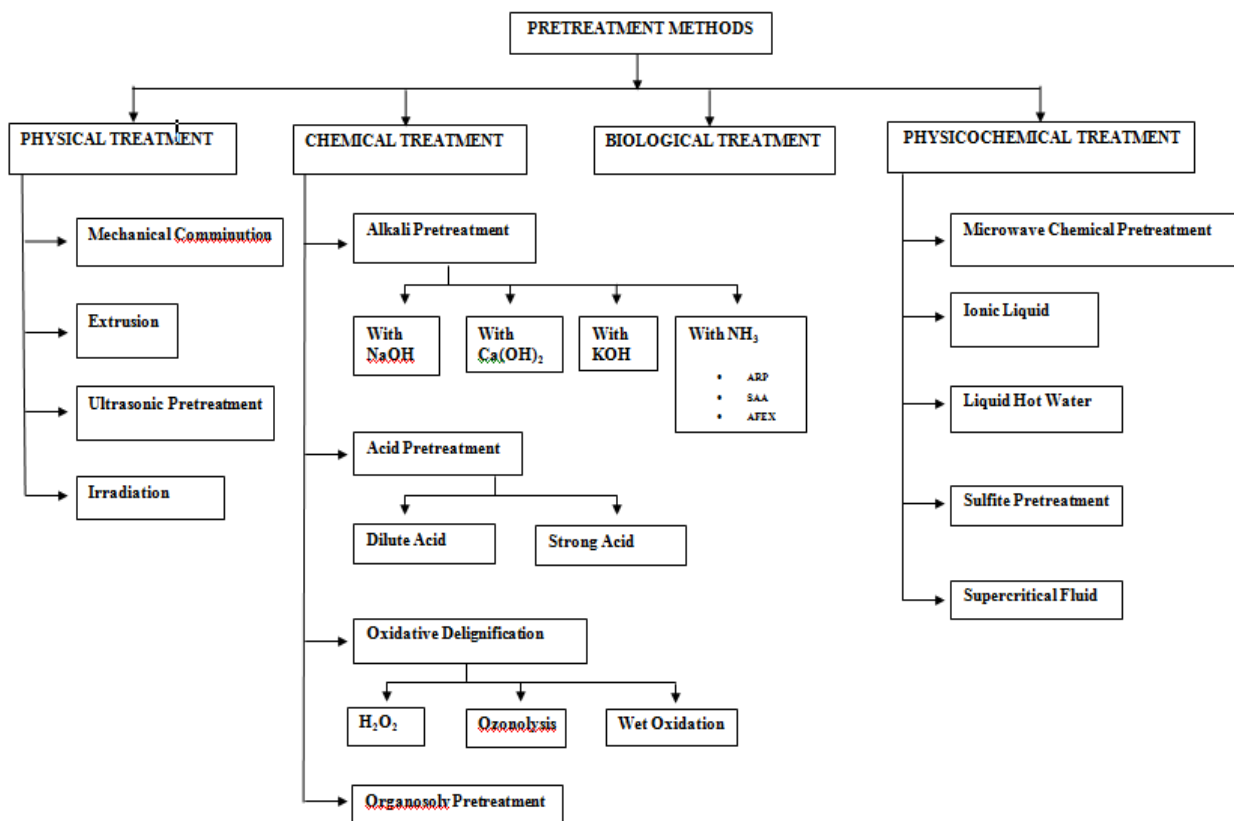 PRETREATMENT METHODS
PHYSICAL TREATMENT
CHEMICAL TREATMENT
BIOLOGICAL TREATMENT
PHYSICOCHEMICAL TREATMENT
Mechanical Comminution
Extrusion
Ultrasonic Pretreatment
Irradiation
Alkali Pretreatment
With
NaOH
With
Ca(OH)₂
With
KOH
With NH₃
• ARP
• SAA
• AFEX
Acid Pretreatment
Dilute Acid
Strong Acid
Oxidative Delignification
H₂O₂
Ozonolysis
Wet Oxidation
Organosolv Pretreatment
Microwave Chemical Pretreatment
Ionic Liquid
Liquid Hot Water
Sulfite Pretreatment
Supercritical Fluid